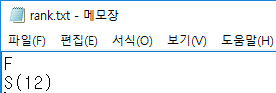 rank.txt - 메모장
파일(F) 편집(E) 서식(O) 보기(V) 도움말(H)
F
S(12)